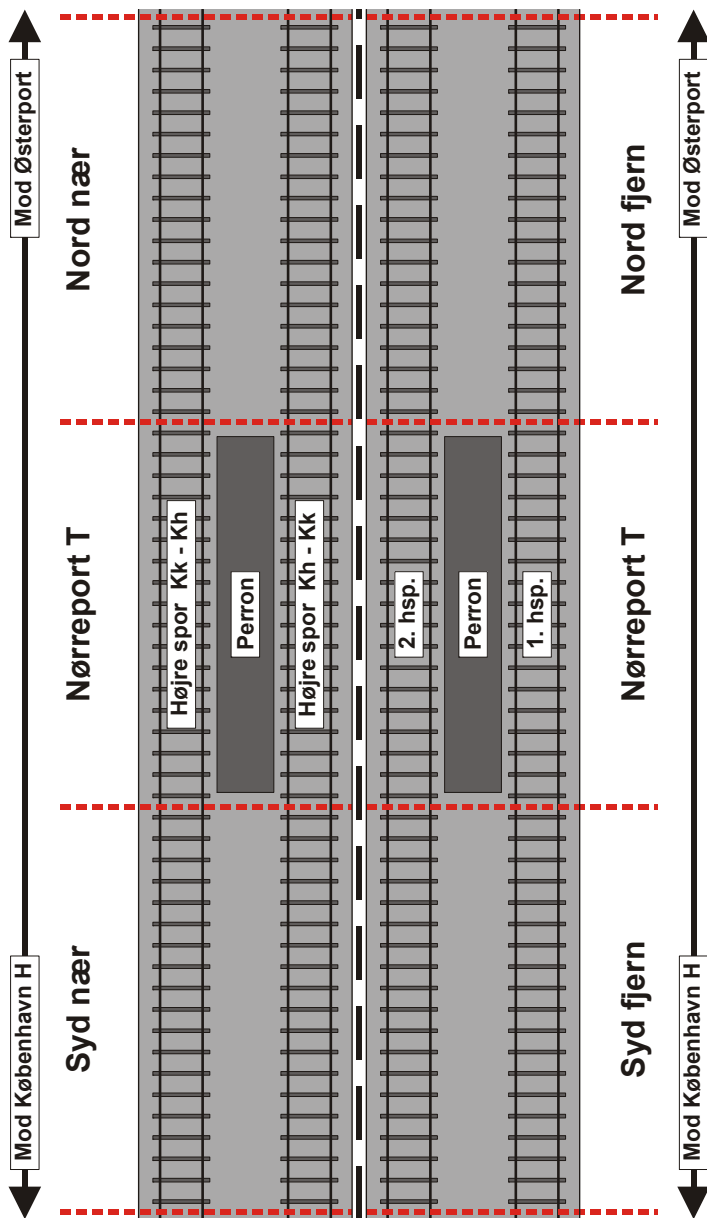 Mod København H
Mod Østerport
Syd nær
Nørreport T
Nord nær
Højre spor Kk - Kh
Perron
Højre spor Kh - Kk
2. hsp.
Perron
1. hsp.
Syd fjern
Nørreport T
Nord fjern
Mod København H
Mod Østerport